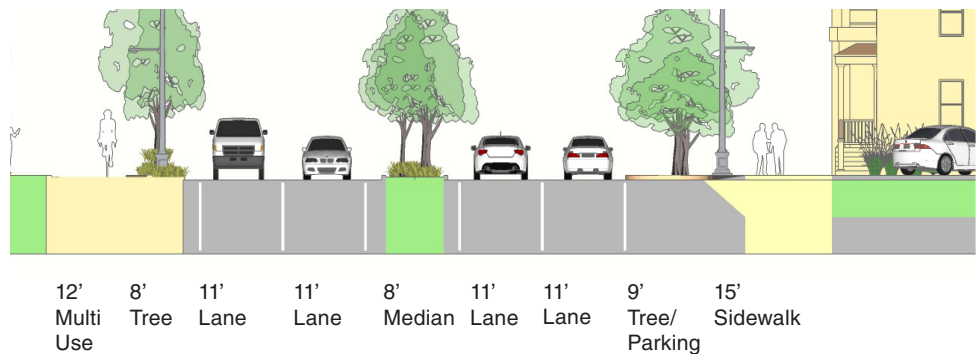 12’ 8’ 11’ 11’ 8’ 11’ 11’ 9’ 15’
Multi Tree Lane Lane Median Lane Lane Tree/ Sidewalk
Use Parking